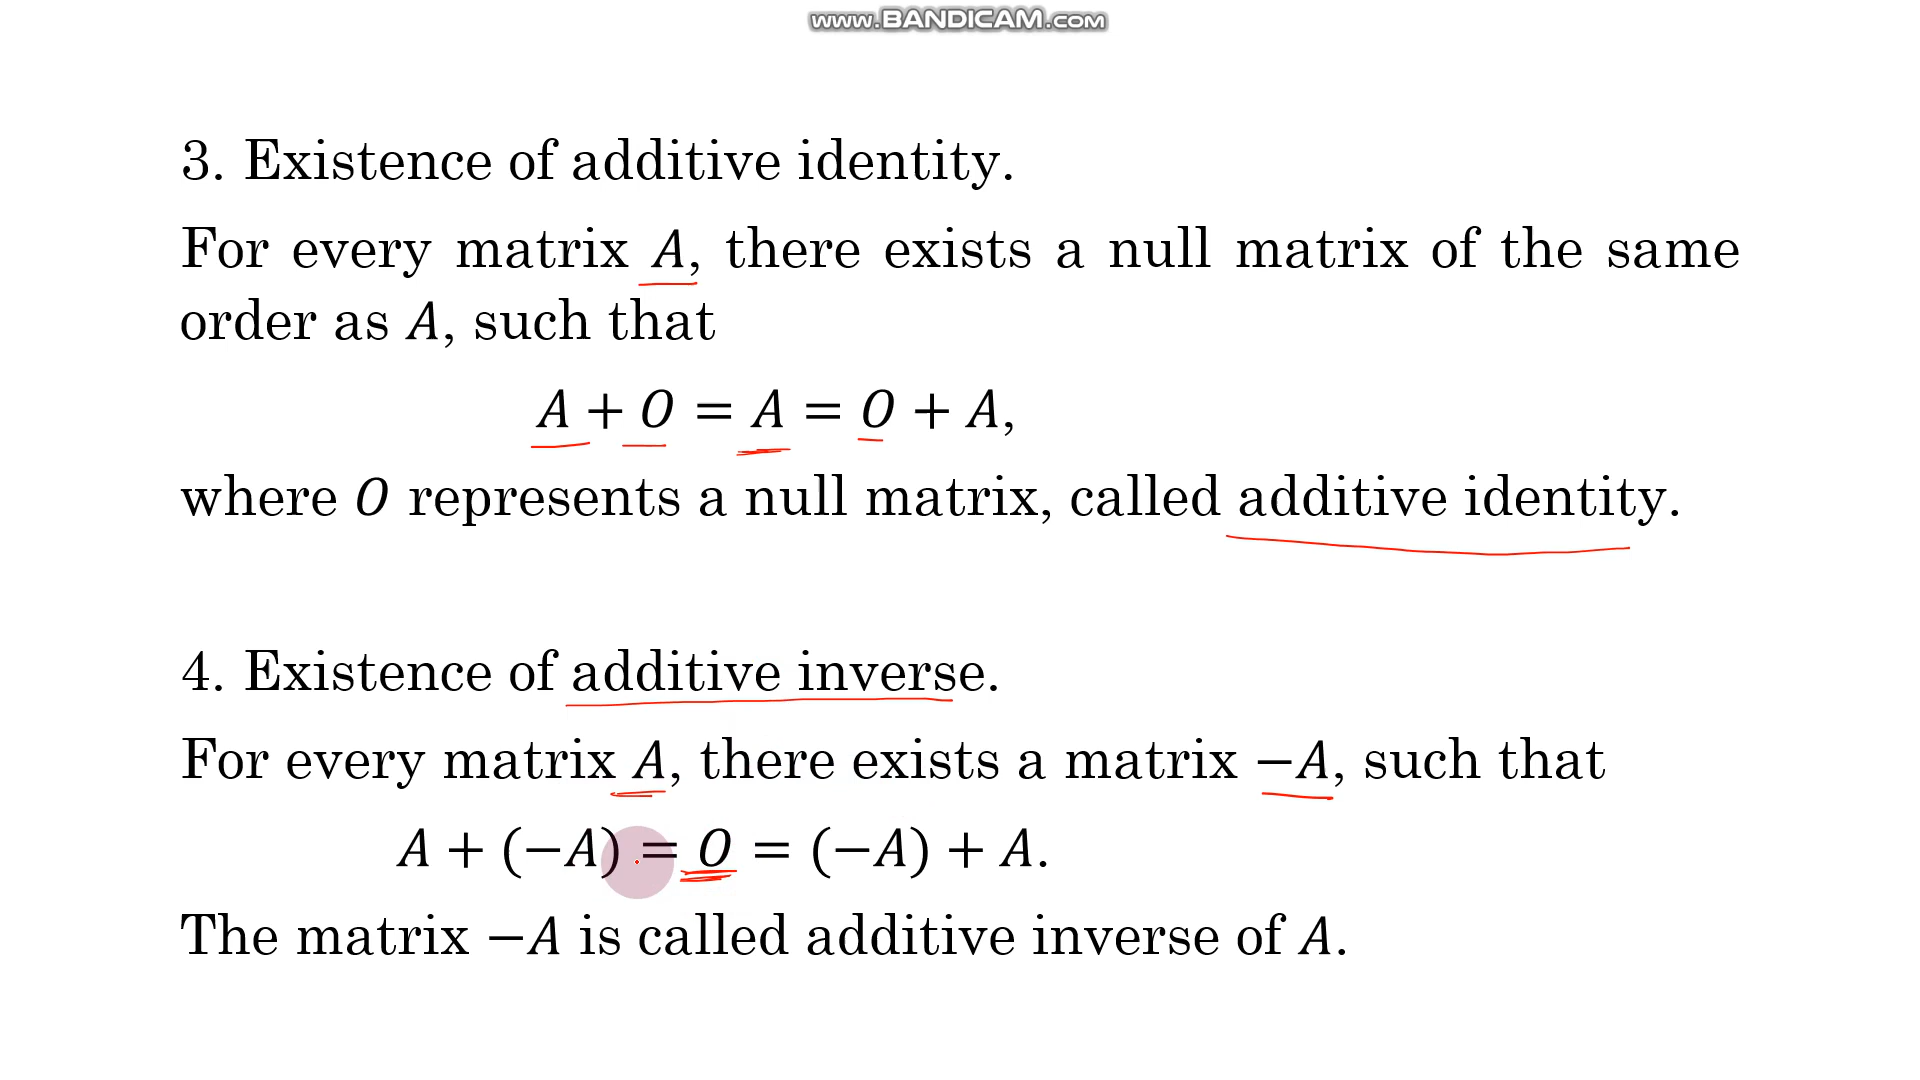 www.BANDICAM.com
3. Existence of additive identity.
For every matrix A, there exists a null matrix of the same
order as A, such that
A + O = A = O + A,
where O represents a null matrix, called additive identity.
4. Existence of additive inverse.
For every matrix A, there exists a matrix −A, such that
A + (−A) = O = (−A) + A.
The matrix −A is called additive inverse of A.